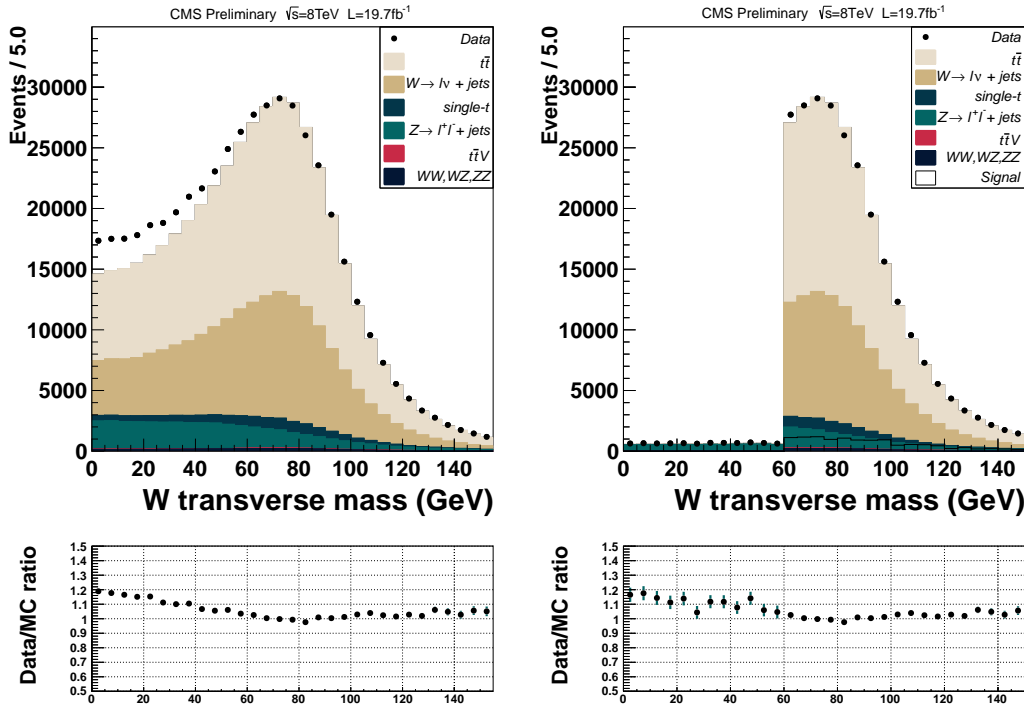 CMS Preliminary √s=8TeV L=19.7fb⁻¹
Events / 5.0
30000
25000
20000
15000
10000
5000
0
Data
tt̄
W→ lν + jets
single-t
Z→ l⁺l⁻ + jets
tt̄V
WW,WZ,ZZ
0 20 40 60 80 100 120 140
W transverse mass (GeV)
Data/MC ratio
1.5
1.4
1.3
1.2
1.1
1
0.9
0.8
0.7
0.6
0.5
0 20 40 60 80 100 120 140
CMS Preliminary √s=8TeV L=19.7fb⁻¹
Events / 5.0
30000
25000
20000
15000
10000
5000
0
Data
tt̄
W→ lν + jets
single-t
Z→ l⁺l⁻ + jets
tt̄V
WW,WZ,ZZ
Signal
0 20 40 60 80 100 120 140
W transverse mass (GeV)
Data/MC ratio
1.5
1.4
1.3
1.2
1.1
1
0.9
0.8
0.7
0.6
0.5
0 20 40 60 80 100 120 140